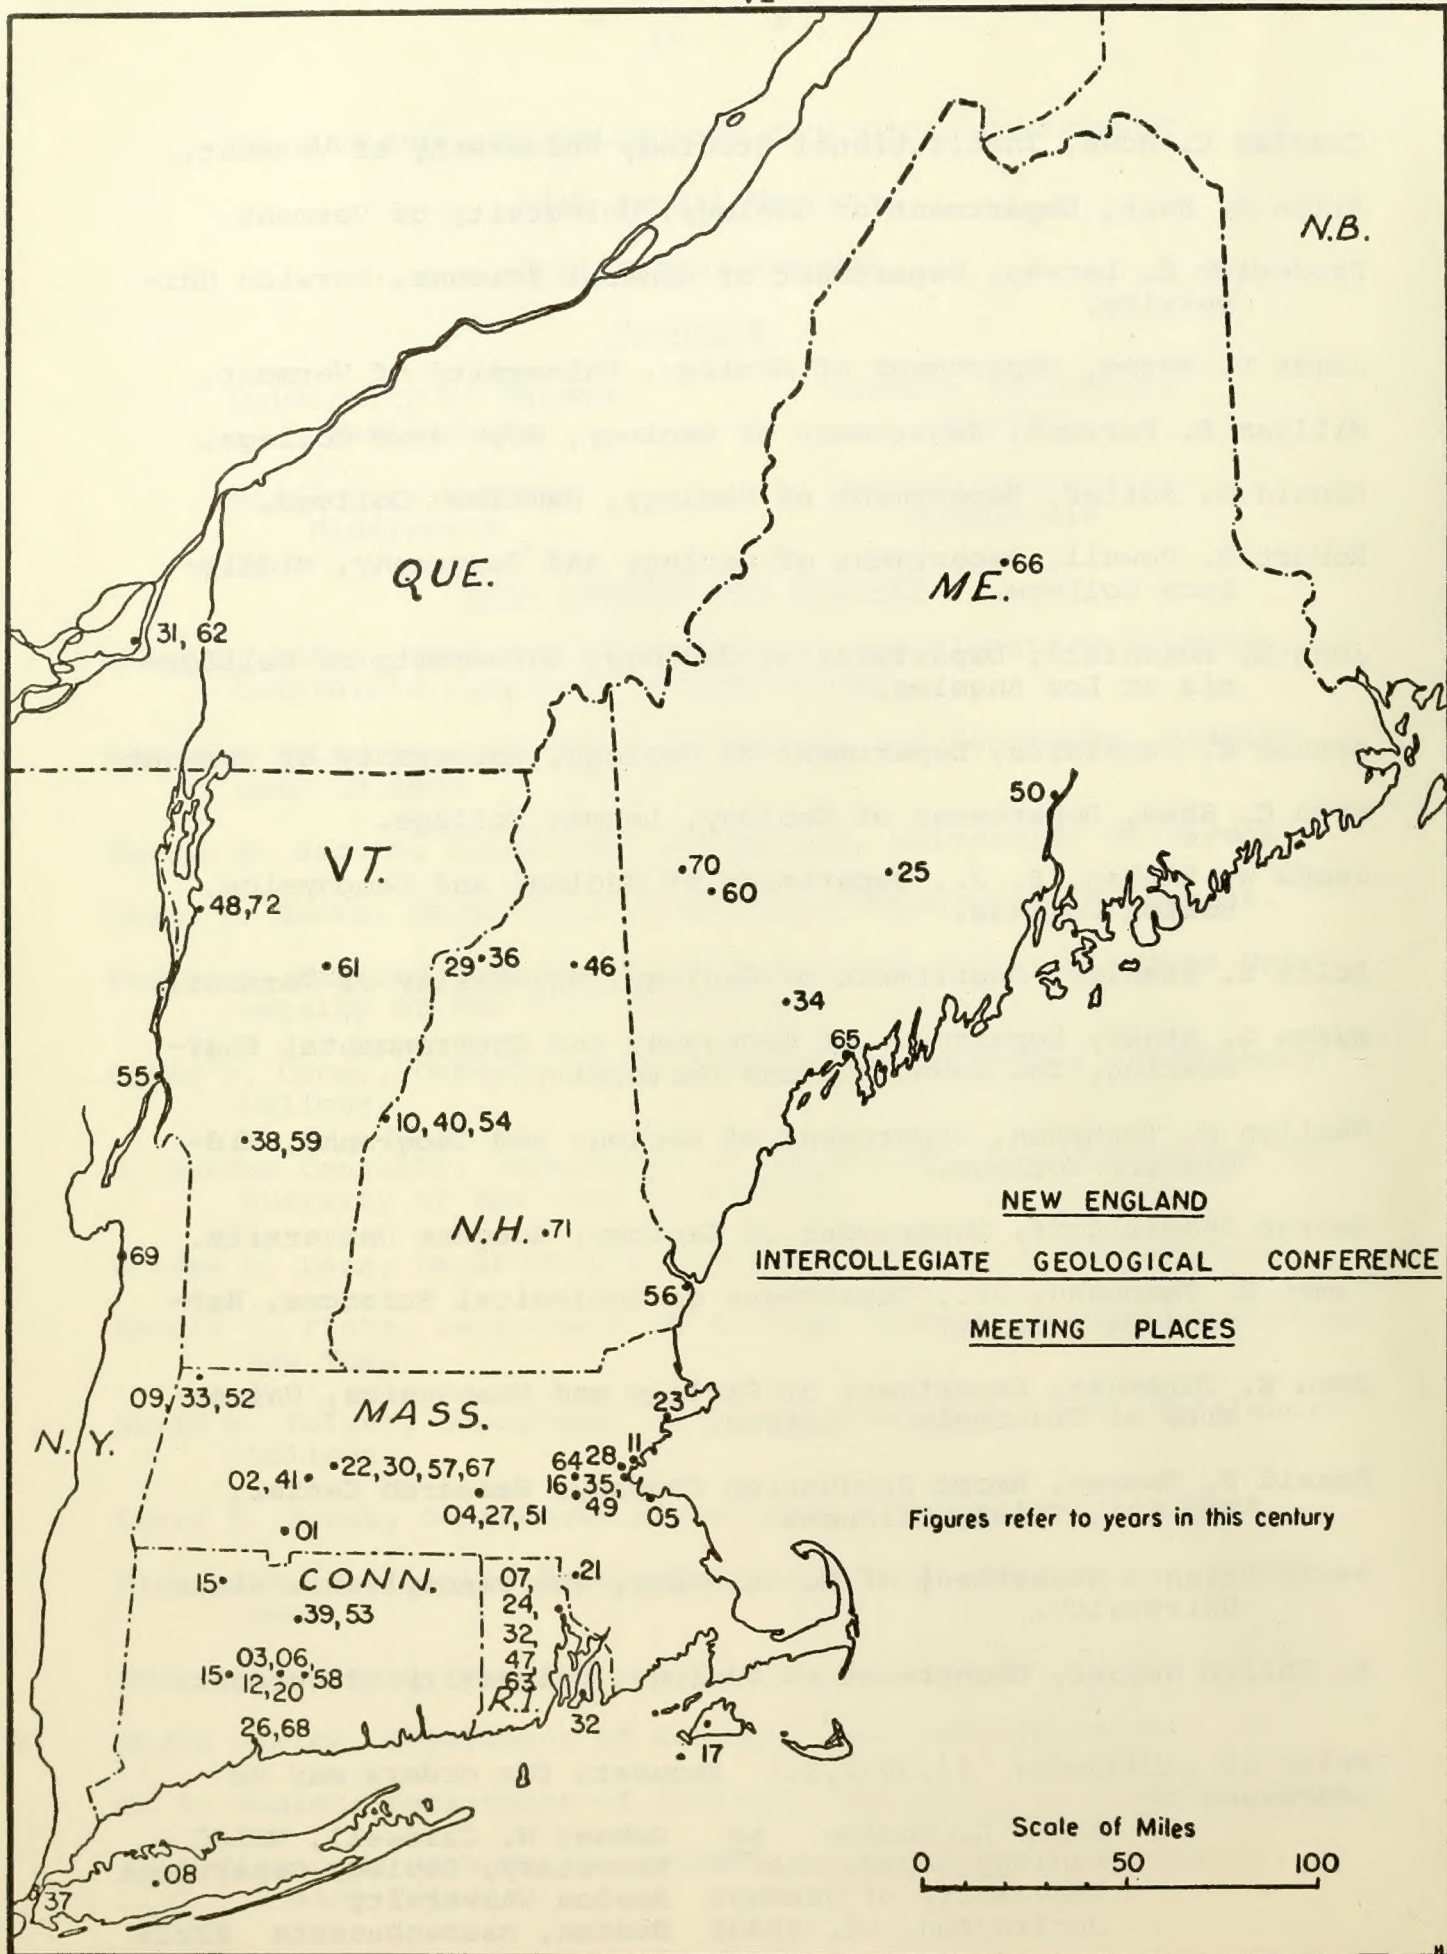 N.B.
QUE.
ME.
66
31, 62
50
VT.
70
25
60
48,72
61
29
36
46
34
65
55
10, 40, 54
38, 59
NEW ENGLAND
N.H.
71
INTERCOLLEGIATE GEOLOGICAL CONFERENCE
69
56
MEETING PLACES
09, 33, 52
23
MASS.
N.Y.
11
64 28
22, 30, 57, 67
02, 41
16 35,
49
04, 27, 51
05
Figures refer to years in this century
01
15
CONN.
21
07,
24,
32,
47
63
39, 53
03, 06,
15
58
12, 20
R.I.
32
26, 68
17
Scale of Miles
0 50 100
08
37